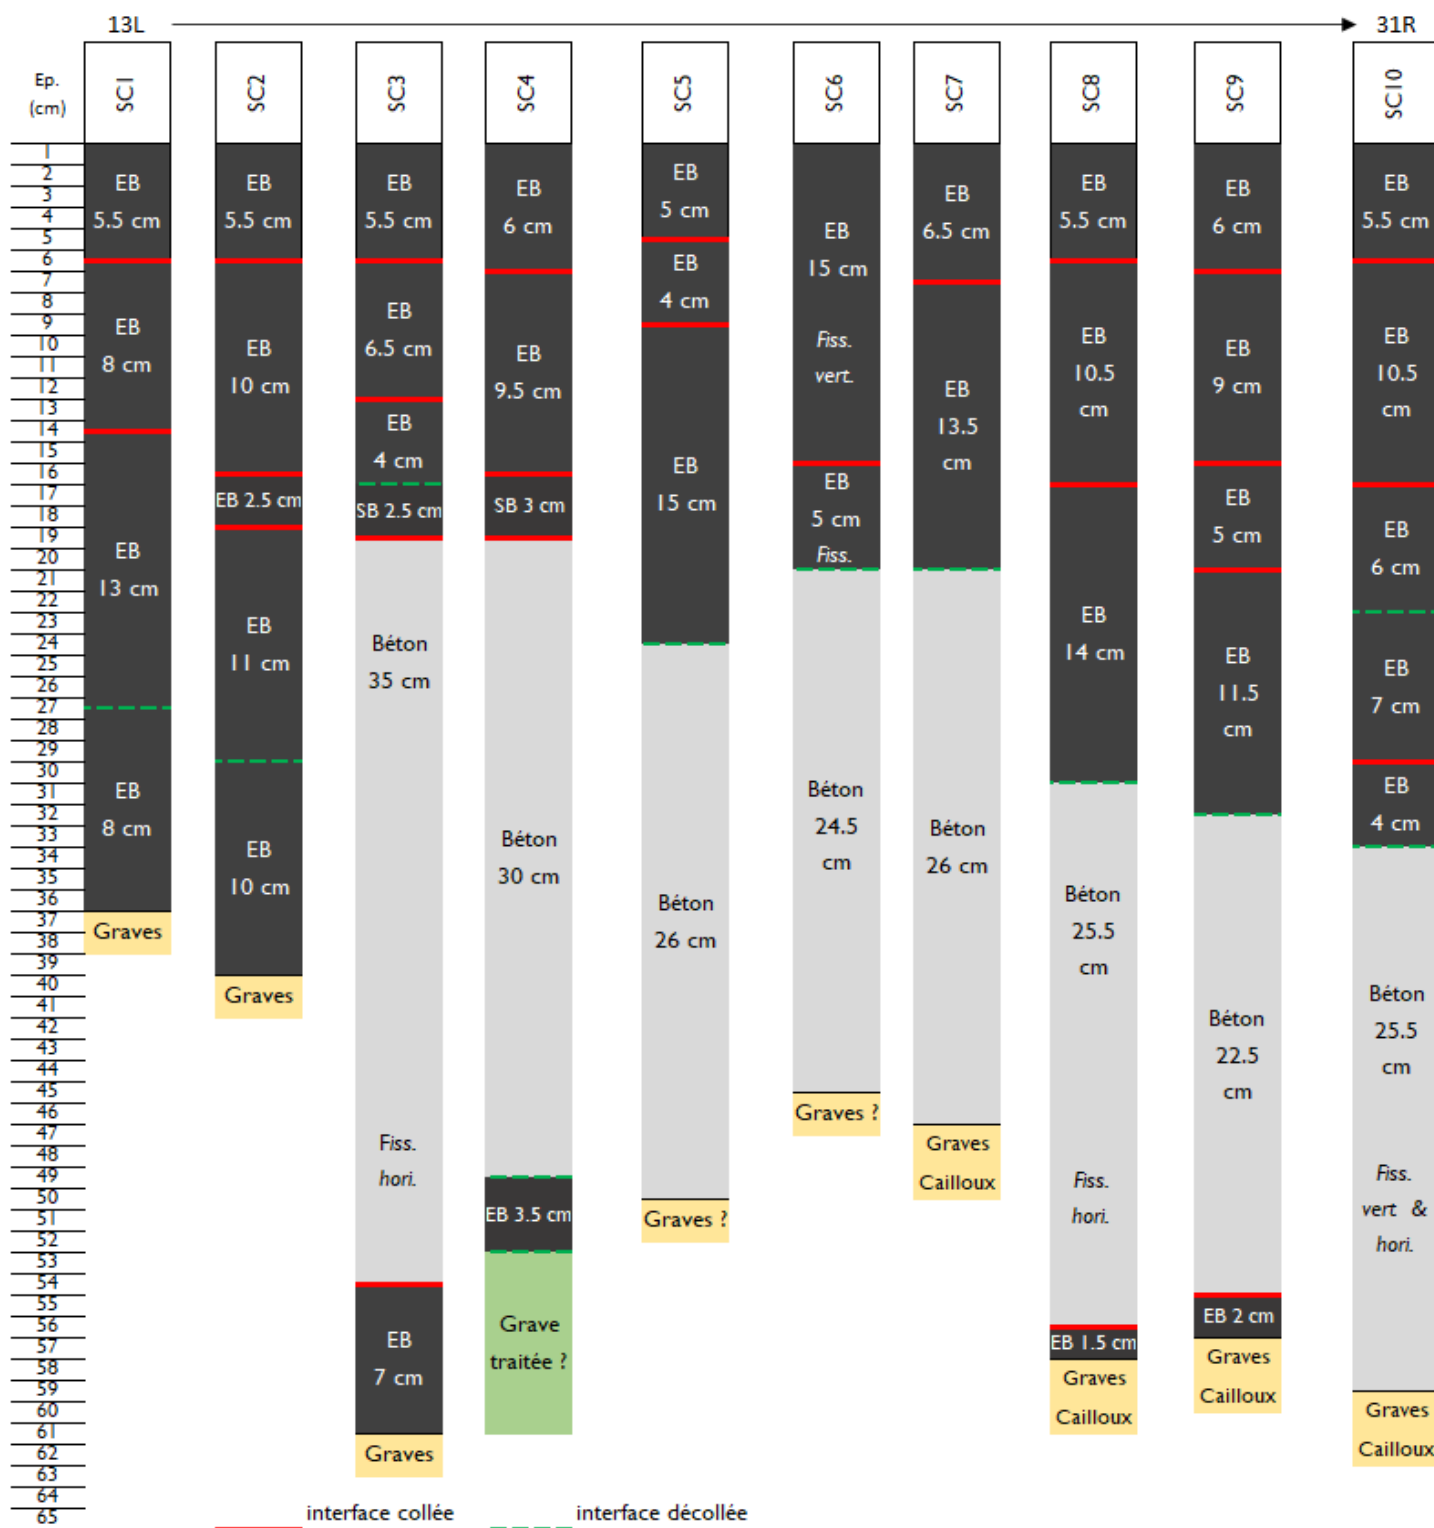 13L
31R
Ep.
(cm)
SC1
SC2
SC3
SC4
SC5
SC6
SC7
SC8
SC9
SC10
1
2
3
4
5
6
7
8
9
10
11
12
13
14
15
16
17
18
19
20
21
22
23
24
25
26
27
28
29
30
31
32
33
34
35
36
37
38
39
40
41
42
43
44
45
46
47
48
49
50
51
52
53
54
55
56
57
58
59
60
61
62
63
64
65
EB
5.5 cm
EB
8 cm
EB
13 cm
EB
8 cm
Graves
EB
5.5 cm
EB
10 cm
EB 2.5 cm
EB
11 cm
EB
10 cm
Graves
EB
5.5 cm
EB
6.5 cm
EB
4 cm
SB 2.5 cm
Béton
35 cm
Fiss.
hori.
EB
7 cm
Graves
EB
6 cm
EB
9.5 cm
SB 3 cm
Béton
30 cm
EB 3.5 cm
Grave
traitée ?
EB
5 cm
EB
4 cm
EB
15 cm
Béton
26 cm
Graves ?
EB
15 cm
Fiss.
vert.
EB
5 cm
Fiss.
Béton
24.5
cm
Graves ?
EB
6.5 cm
EB
13.5
cm
Béton
26 cm
Graves
Cailloux
EB
5.5 cm
EB
10.5
cm
EB
14 cm
Béton
25.5
cm
Fiss.
hori.
EB 1.5 cm
Graves
Cailloux
EB
6 cm
EB
9 cm
EB
5 cm
EB
11.5
cm
Béton
22.5
cm
EB 2 cm
Graves
Cailloux
EB
5.5 cm
EB
10.5
cm
EB
6 cm
EB
7 cm
EB
4 cm
Béton
25.5
cm
Fiss.
vert &
hori.
Graves
Cailloux
interface collée
interface décollée